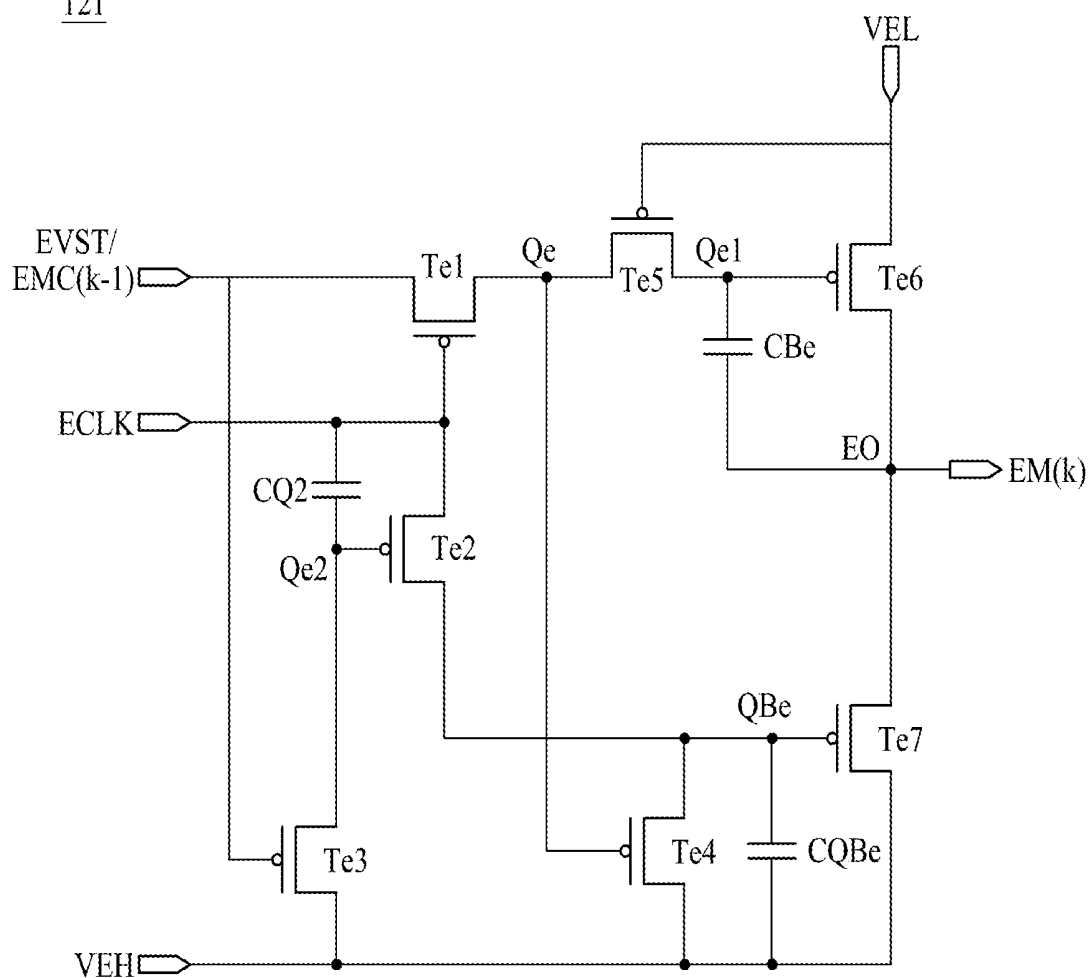 121
VEL
EVST/
EMC(k-1)
Te1
Qe
Te5
Qe1
Te6
CBe
ECLK
EO
EM(k)
CQ2
Te2
Qe2
QBe
Te7
Te3
Te4
CQBe
VEH